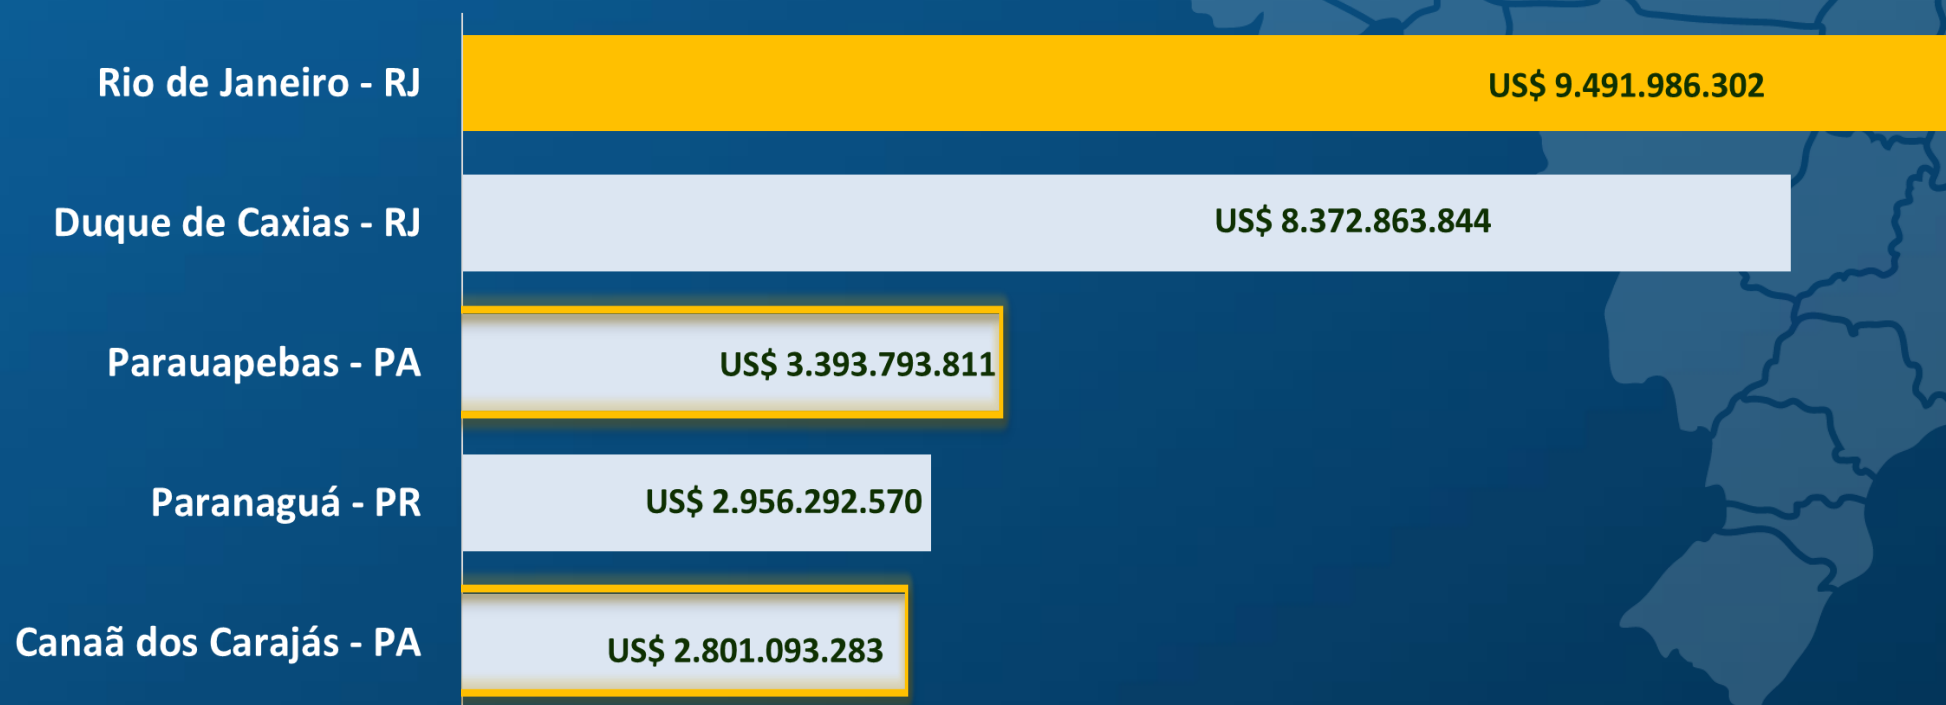 Rio de Janeiro - RJ
US$ 9.491.986.302
Duque de Caxias - RJ
US$ 8.372.863.844
Parauapebas - PA
US$ 3.393.793.811
Paranaguá - PR
US$ 2.956.292.570
Canaã dos Carajás - PA
US$ 2.801.093.283